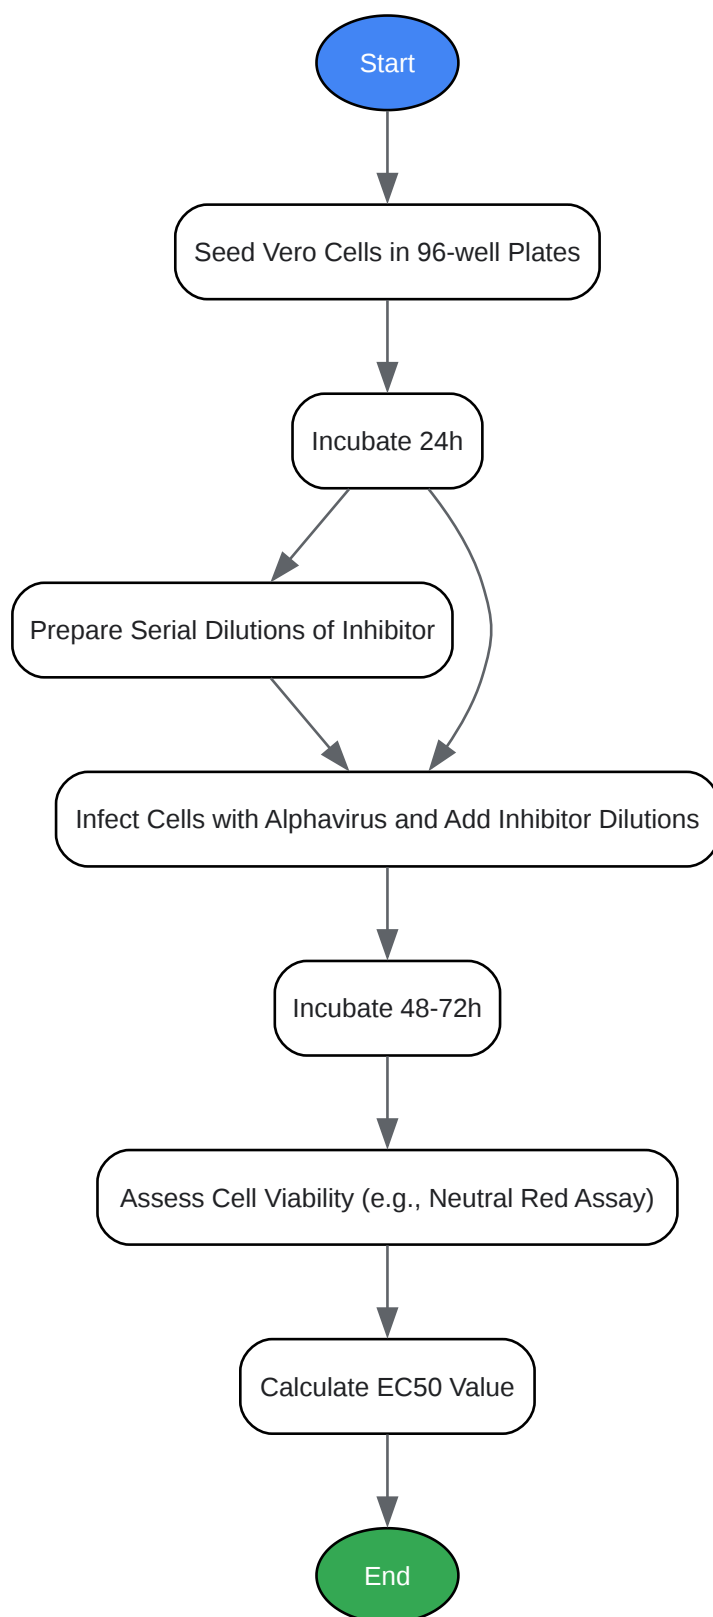 Start
Seed Vero Cells in 96-well Plates
Incubate 24h
Prepare Serial Dilutions of Inhibitor
Infect Cells with Alphavirus and Add Inhibitor Dilutions
Incubate 48-72h
Assess Cell Viability (e.g., Neutral Red Assay)
Calculate EC50 Value
End